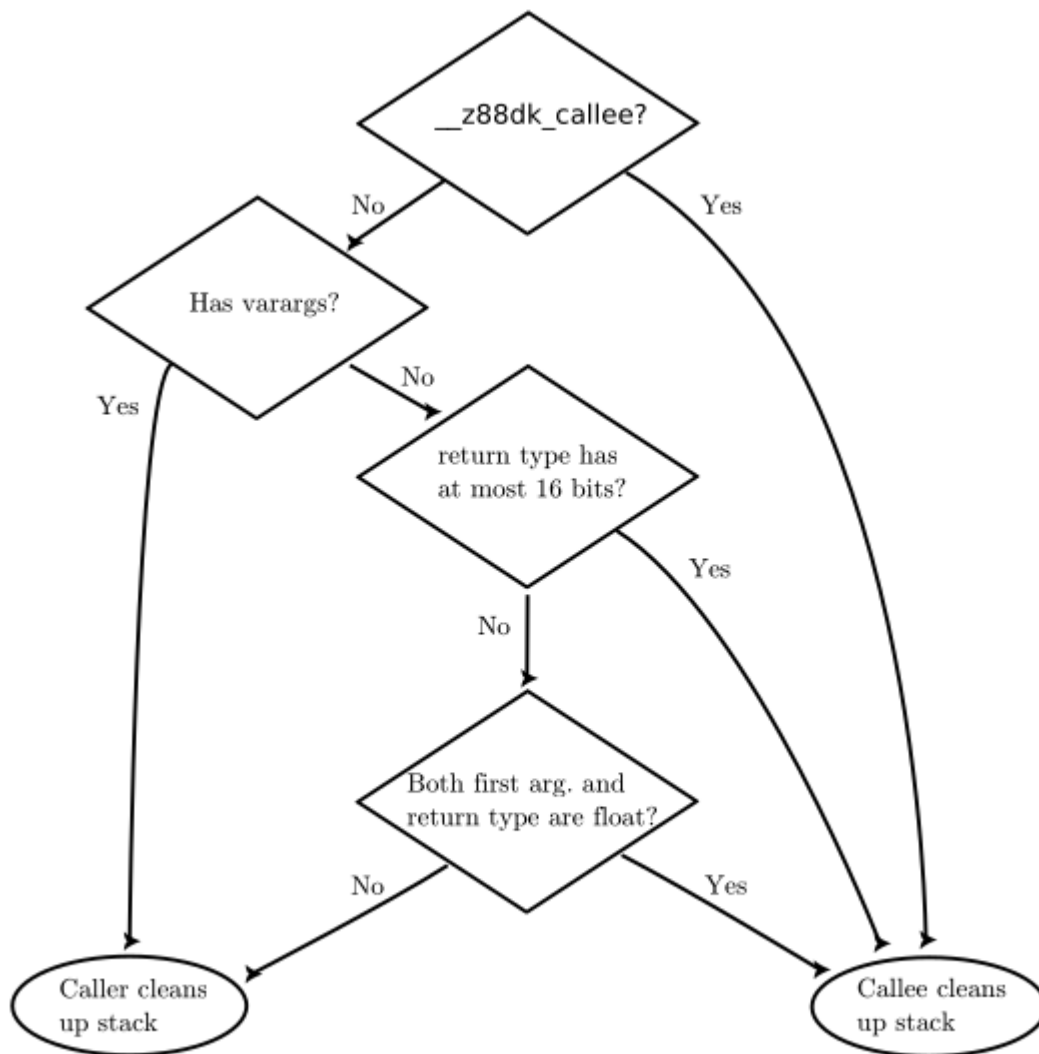 __z88dk_callee?
No
Yes
Has varargs?
Yes
No
return type has
at most 16 bits?
No
Yes
Both first arg. and
return type are float?
No
Yes
Caller cleans
up stack
Callee cleans
up stack